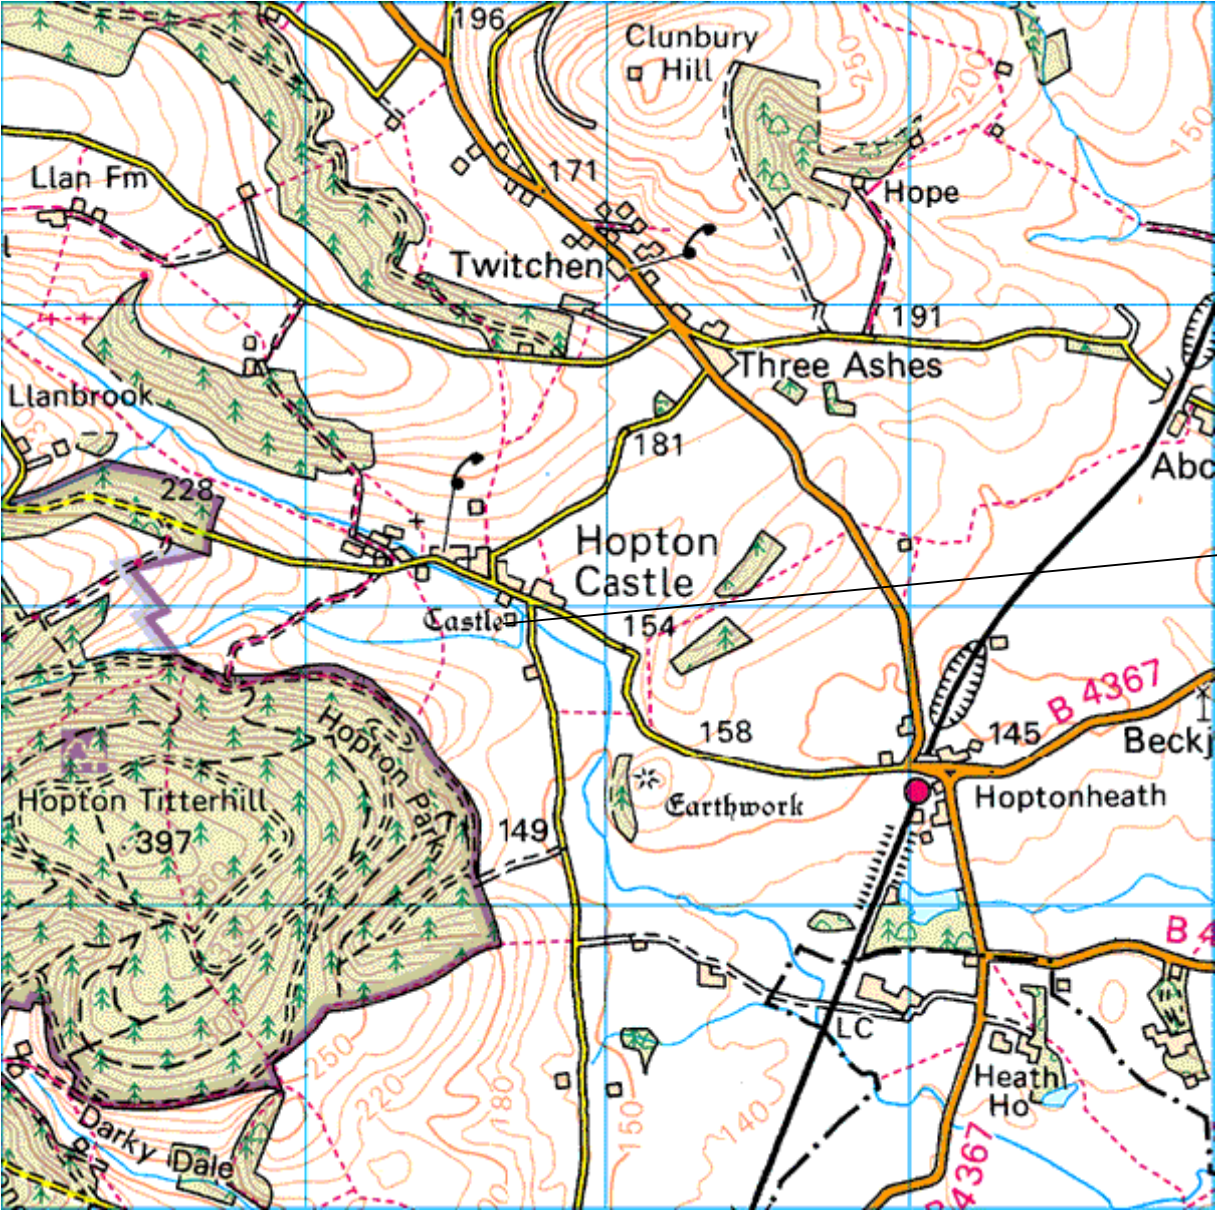 196
Clunbury
Hill
250
200
150
171
Llan Fm
Hope
l
Twitchen
191
Three Ashes
Llanbrook
181
Abc
228
Hopton
Castle
Castle
154
B 4367
Hopton Park
158
145
Beckj
Hopton Titterhill
397
Earthwork
Hoptonheath
149
B 4
LC
250
220
180
150
140
Heath
Ho
Darky Dale
B 4367